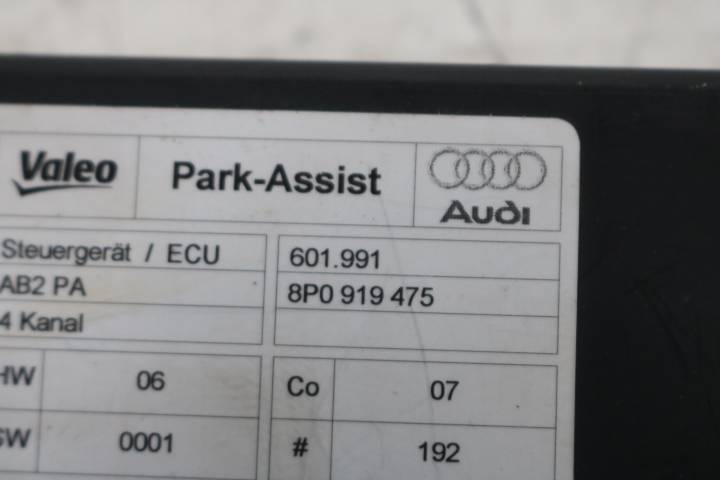 Valeo Park-Assist Audi
Steuergerät / ECU 601.991
AB2 PA 8P0 919 475
4 Kanal
HW 06 Co 07
SW 0001 # 192